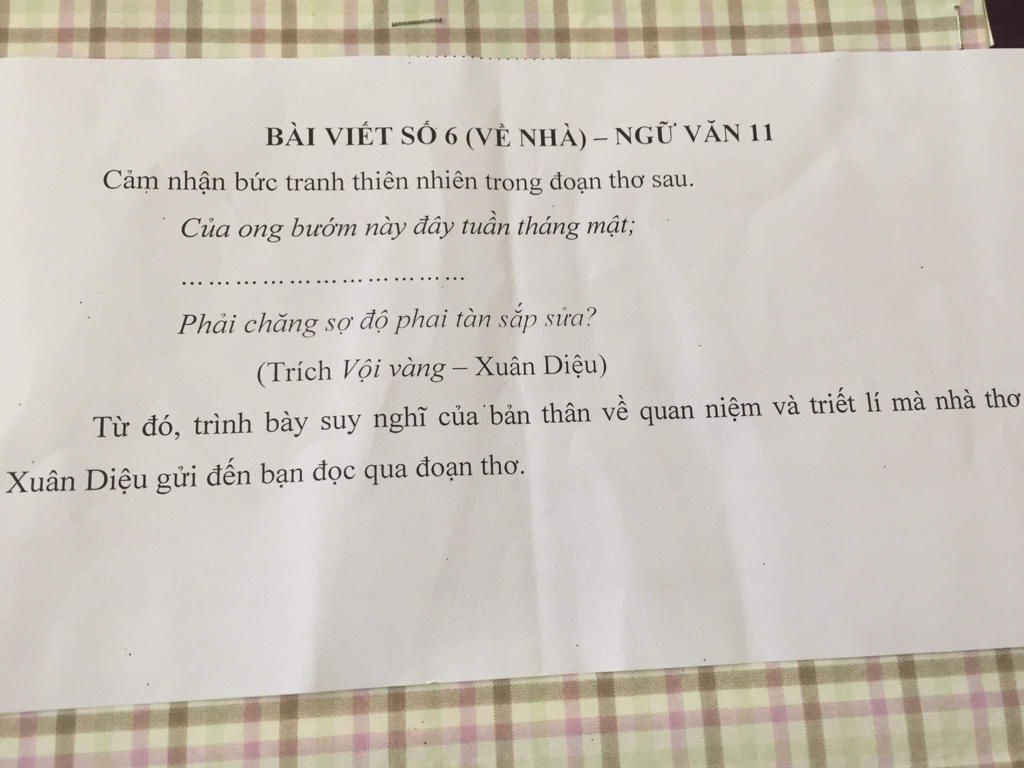 BÀI VIẾT SỐ 6 (VỀ NHÀ) – NGỮ VĂN 11
Cảm nhận bức tranh thiên nhiên trong đoạn thơ sau.
Của ong bướm này đây tuần tháng mật;
………………………………
Phải chăng sợ độ phai tàn sắp sửa?
(Trích Vội vàng – Xuân Diệu)
Từ đó, trình bày suy nghĩ của bản thân về quan niệm và triết lí mà nhà thơ
Xuân Diệu gửi đến bạn đọc qua đoạn thơ.